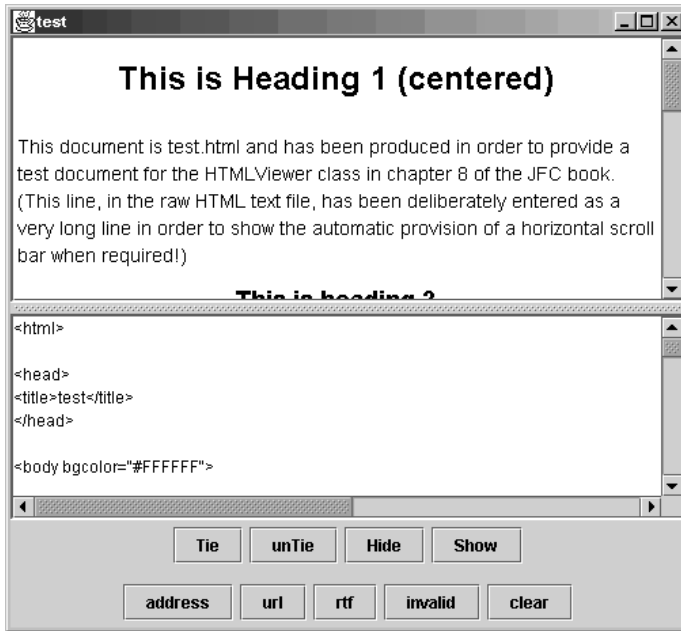 test
This is Heading 1 (centered)
This document is test.html and has been produced in order to provide a
test document for the HTMLViewer class in chapter 8 of the JFC book.
(This line, in the raw HTML text file, has been deliberately entered as a
very long line in order to show the automatic provision of a horizontal scroll
bar when required!)
This is heading 2
<html>
<head>
<title>test</title>
</head>
<body bgcolor="#FFFFFF">
Tie unTie Hide Show
address url rtf invalid clear